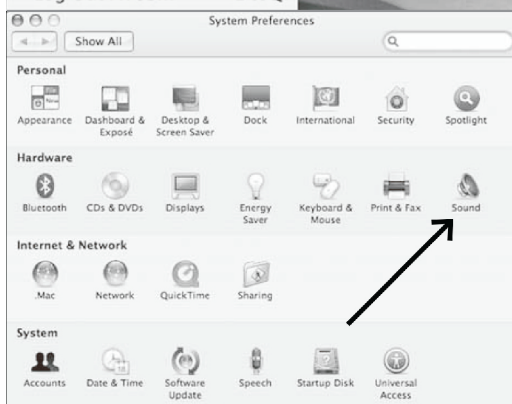 System Preferences
Show All
Personal
Appearance Dashboard & Desktop & Dock International Security Spotlight
Exposé Screen Saver
Hardware
Bluetooth CDs & DVDs Displays Energy Keyboard & Print & Fax Sound
Saver Mouse
Internet & Network
.Mac Network QuickTime Sharing
System
Accounts Date & Time Software Speech Startup Disk Universal
Update Access